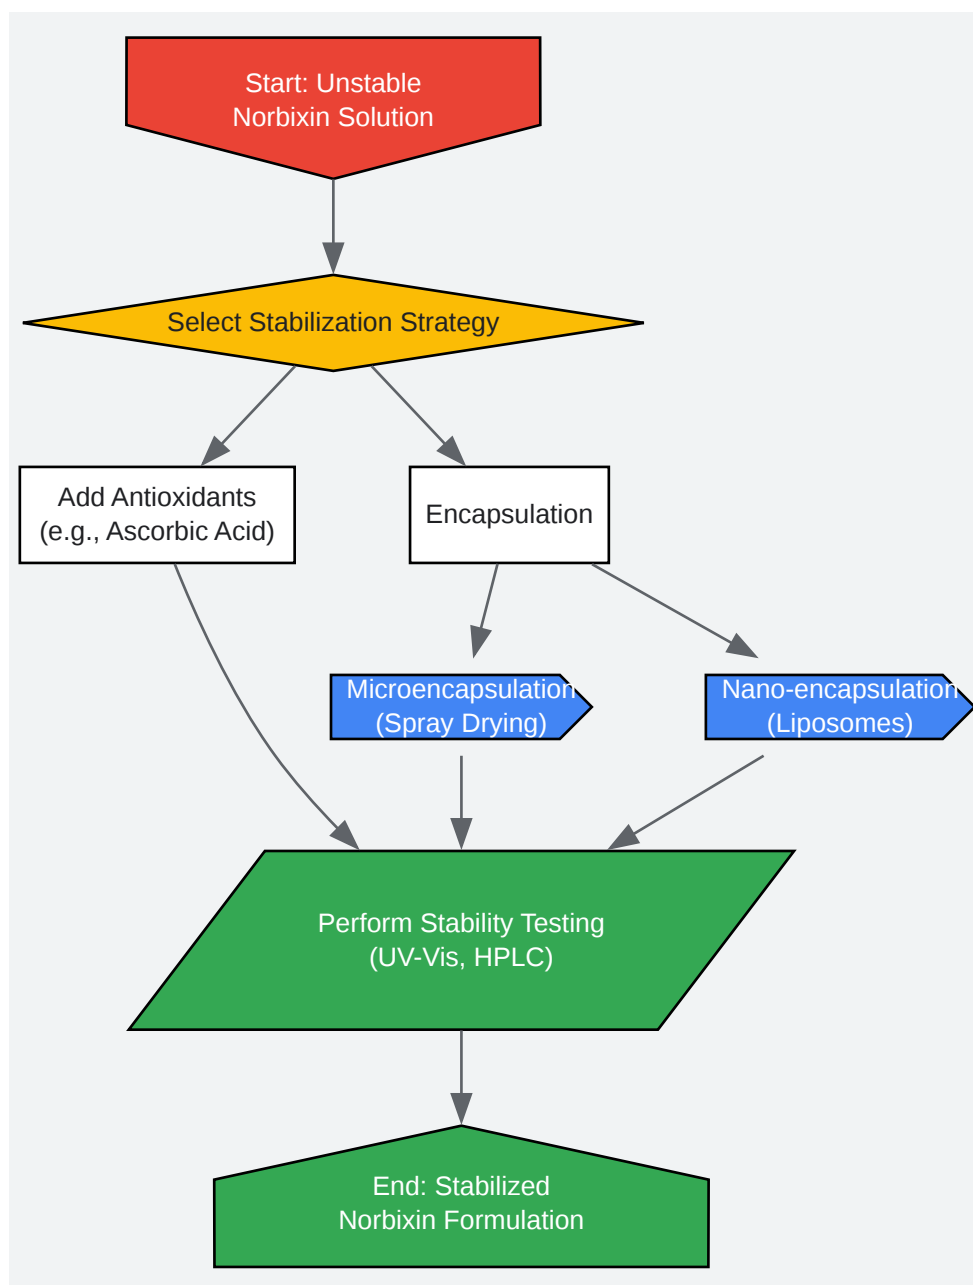 Start: Unstable
Norbixin Solution
Select Stabilization Strategy
Add Antioxidants
(e.g., Ascorbic Acid)
Encapsulation
Microencapsulation
(Spray Drying)
Nano-encapsulation
(Liposomes)
Perform Stability Testing
(UV-Vis, HPLC)
End: Stabilized
Norbixin Formulation